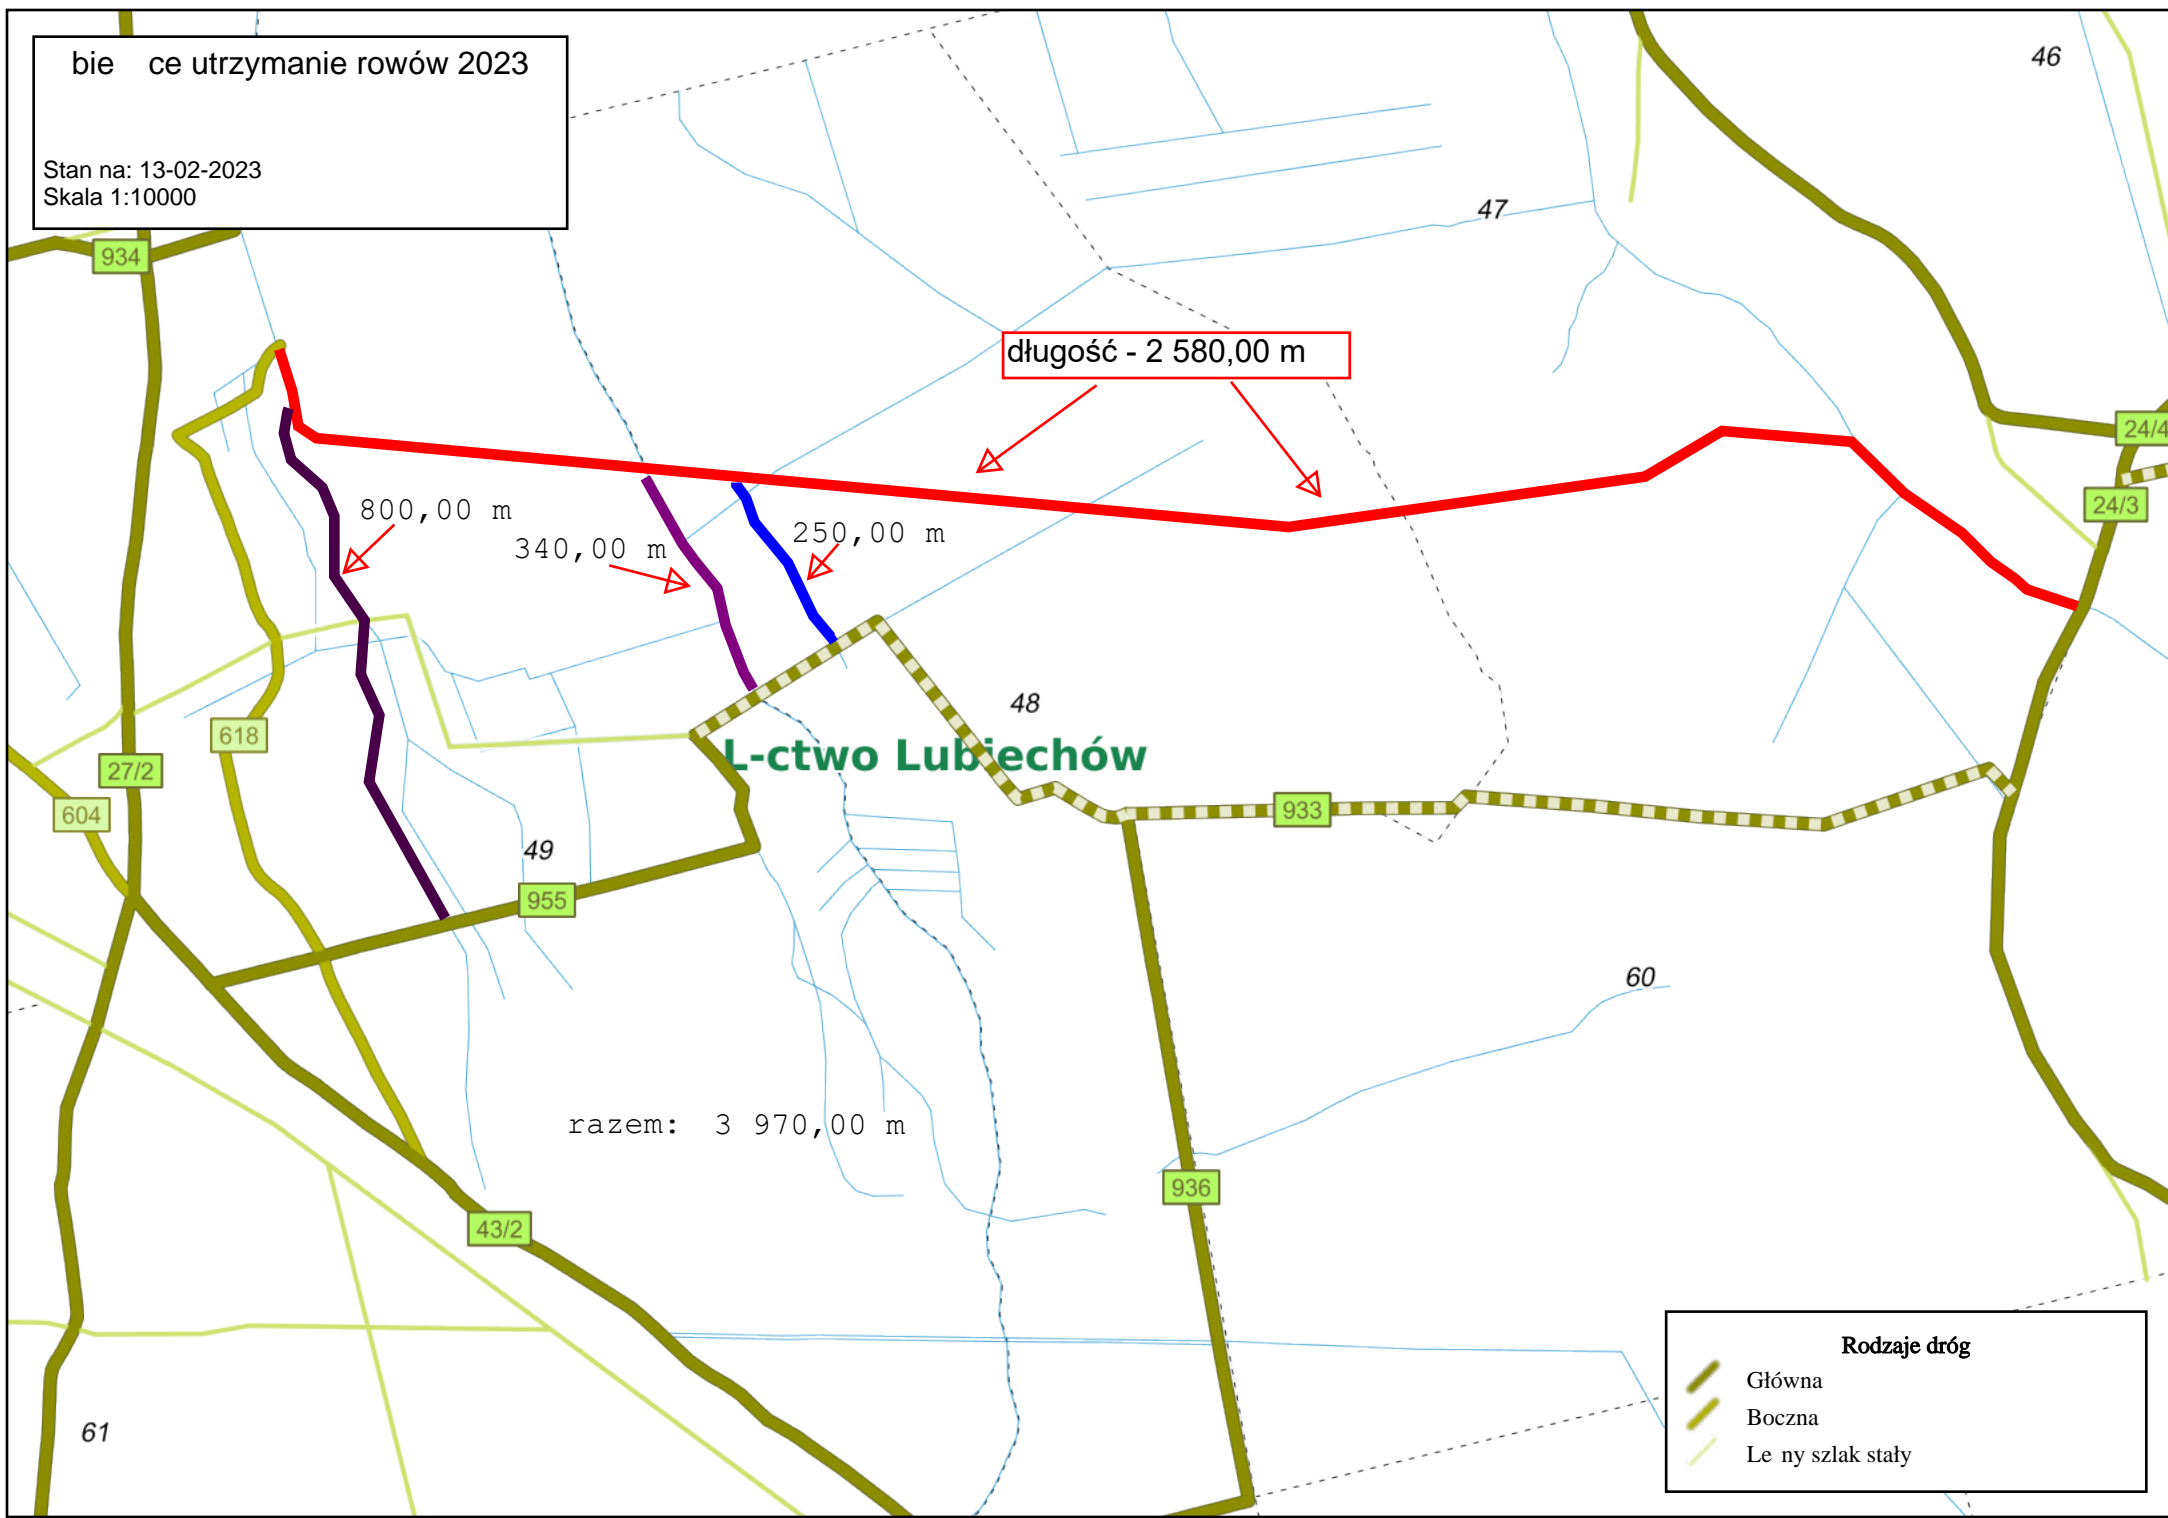 bie ce utrzymanie rowów 2023
Stan na: 13-02-2023
Skala 1:10000
46
47
934
długość - 2 580,00 m
24/4
24/3
800,00 m
340,00 m
250,00 m
48
618
L-ctwo Lubiechów
27/2
604
933
49
955
60
razem: 3 970,00 m
936
43/2
61
Rodzaje dróg
Główna
Boczna
Le ny szlak stały